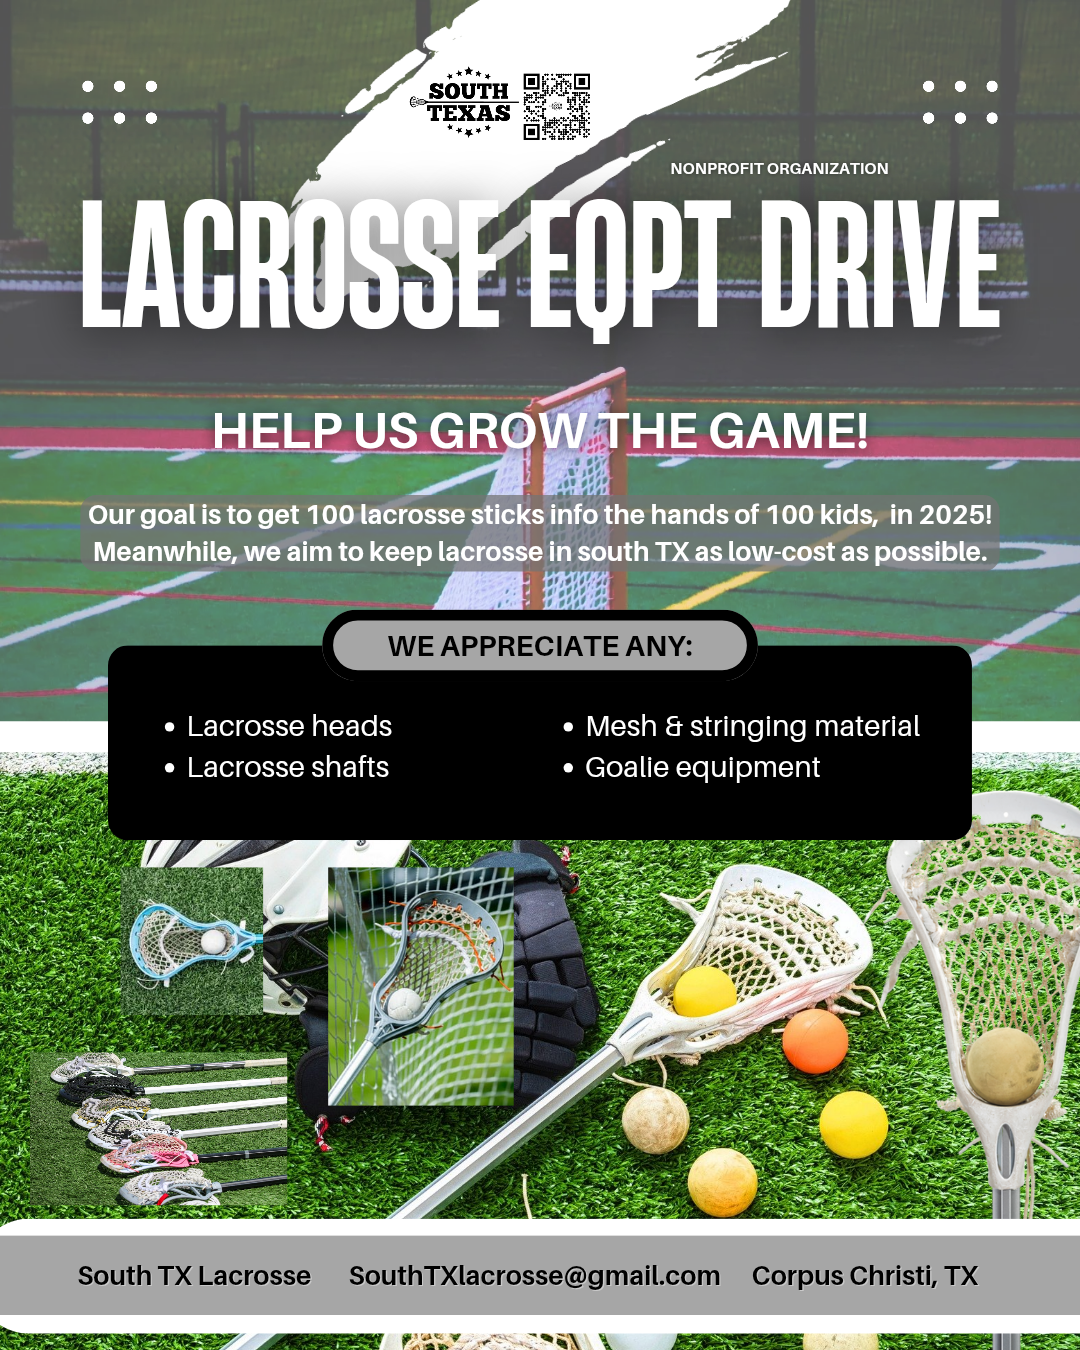 SOUTH
TEXAS
NONPROFIT ORGANIZATION
LACROSSE EQPT DRIVE
HELP US GROW THE GAME!
Our goal is to get 100 lacrosse sticks info the hands of 100 kids, in 2025!
Meanwhile, we aim to keep lacrosse in south TX as low-cost as possible.
WE APPRECIATE ANY:
• Lacrosse heads
• Lacrosse shafts
• Mesh & stringing material
• Goalie equipment
South TX Lacrosse SouthTXlacrosse@gmail.com Corpus Christi, TX